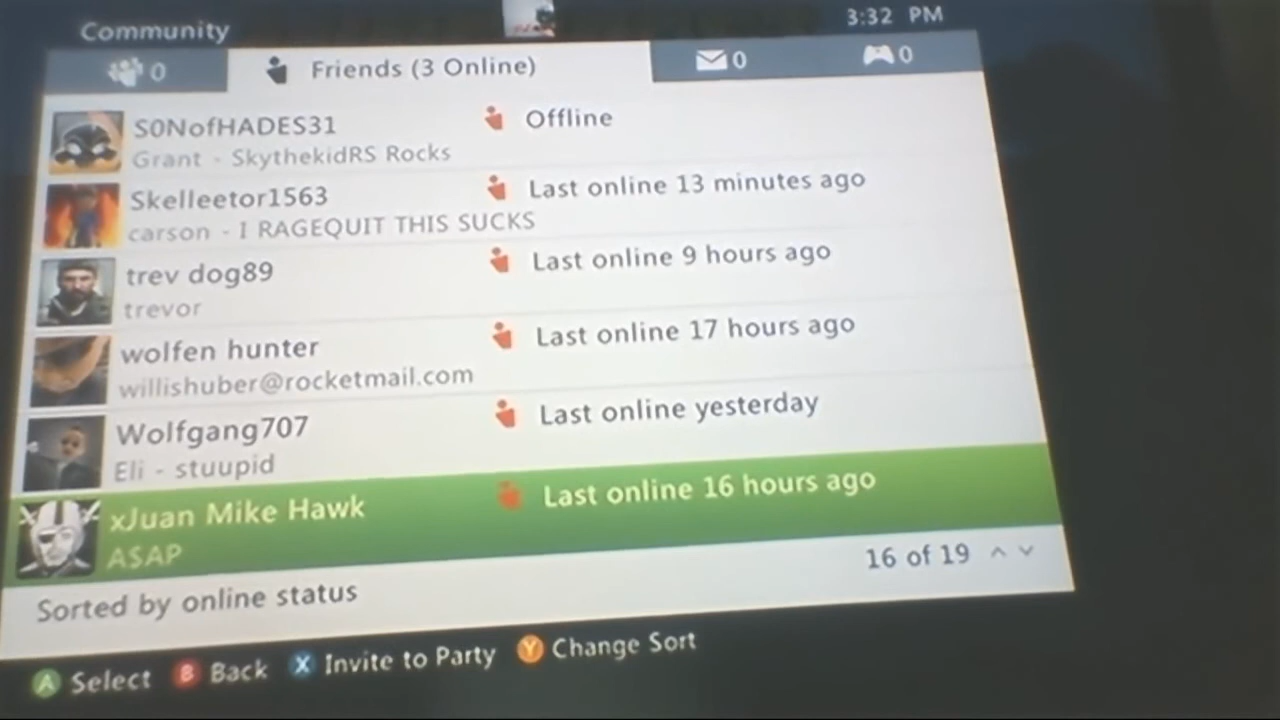 Community
3:32 PM
0
Friends (3 Online)
0
0
S0NofHADES31
Offline
Grant - SkythekidRS Rocks
Skelleetor1563
Last online 13 minutes ago
carson - I RAGEQUIT THIS SUCKS
trev dog89
Last online 9 hours ago
trevor
wolfen hunter
Last online 17 hours ago
willishuber@rocketmail.com
Wolfgang707
Last online yesterday
Eli - stuupid
xJuan Mike Hawk
Last online 16 hours ago
ASAP
16 of 19
Sorted by online status
A Select B Back X Invite to Party Y Change Sort